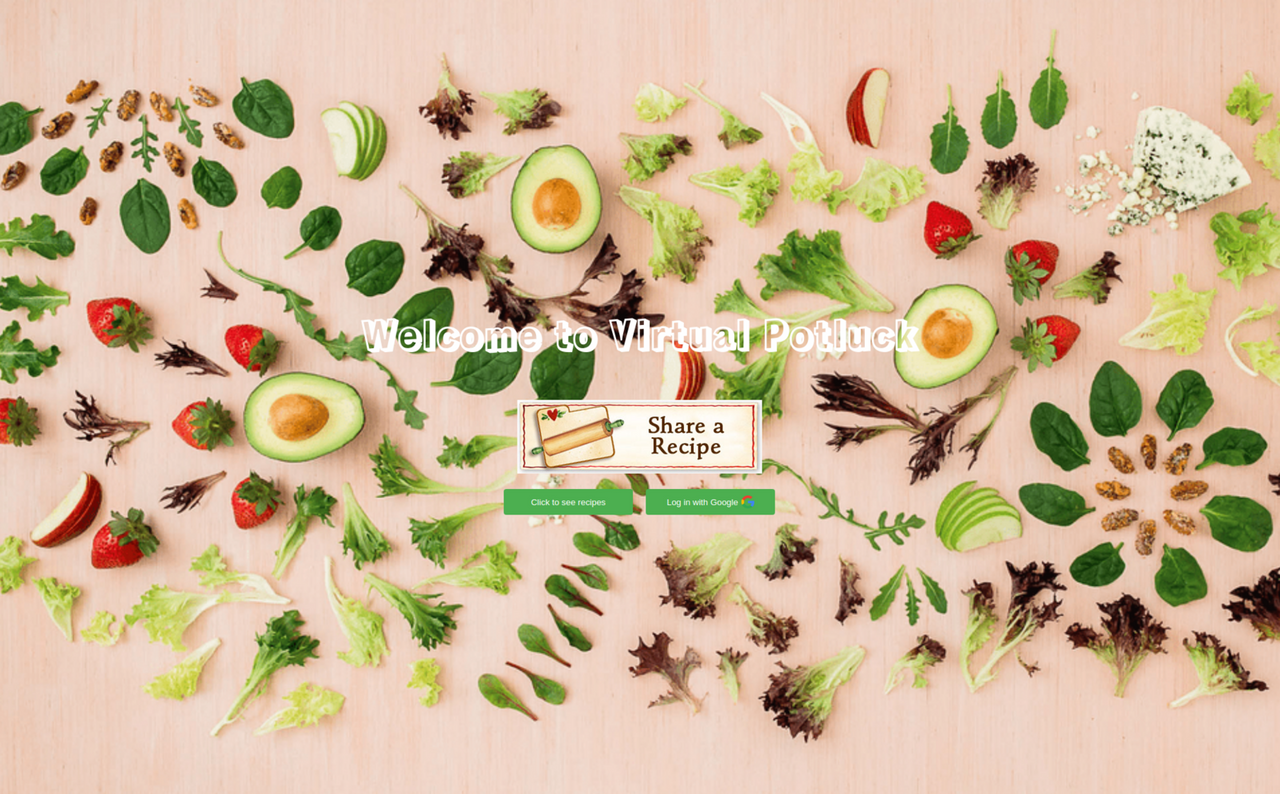 Welcome to Virtual Potluck
Share a
Recipe
Click to see recipes
Log in with Google